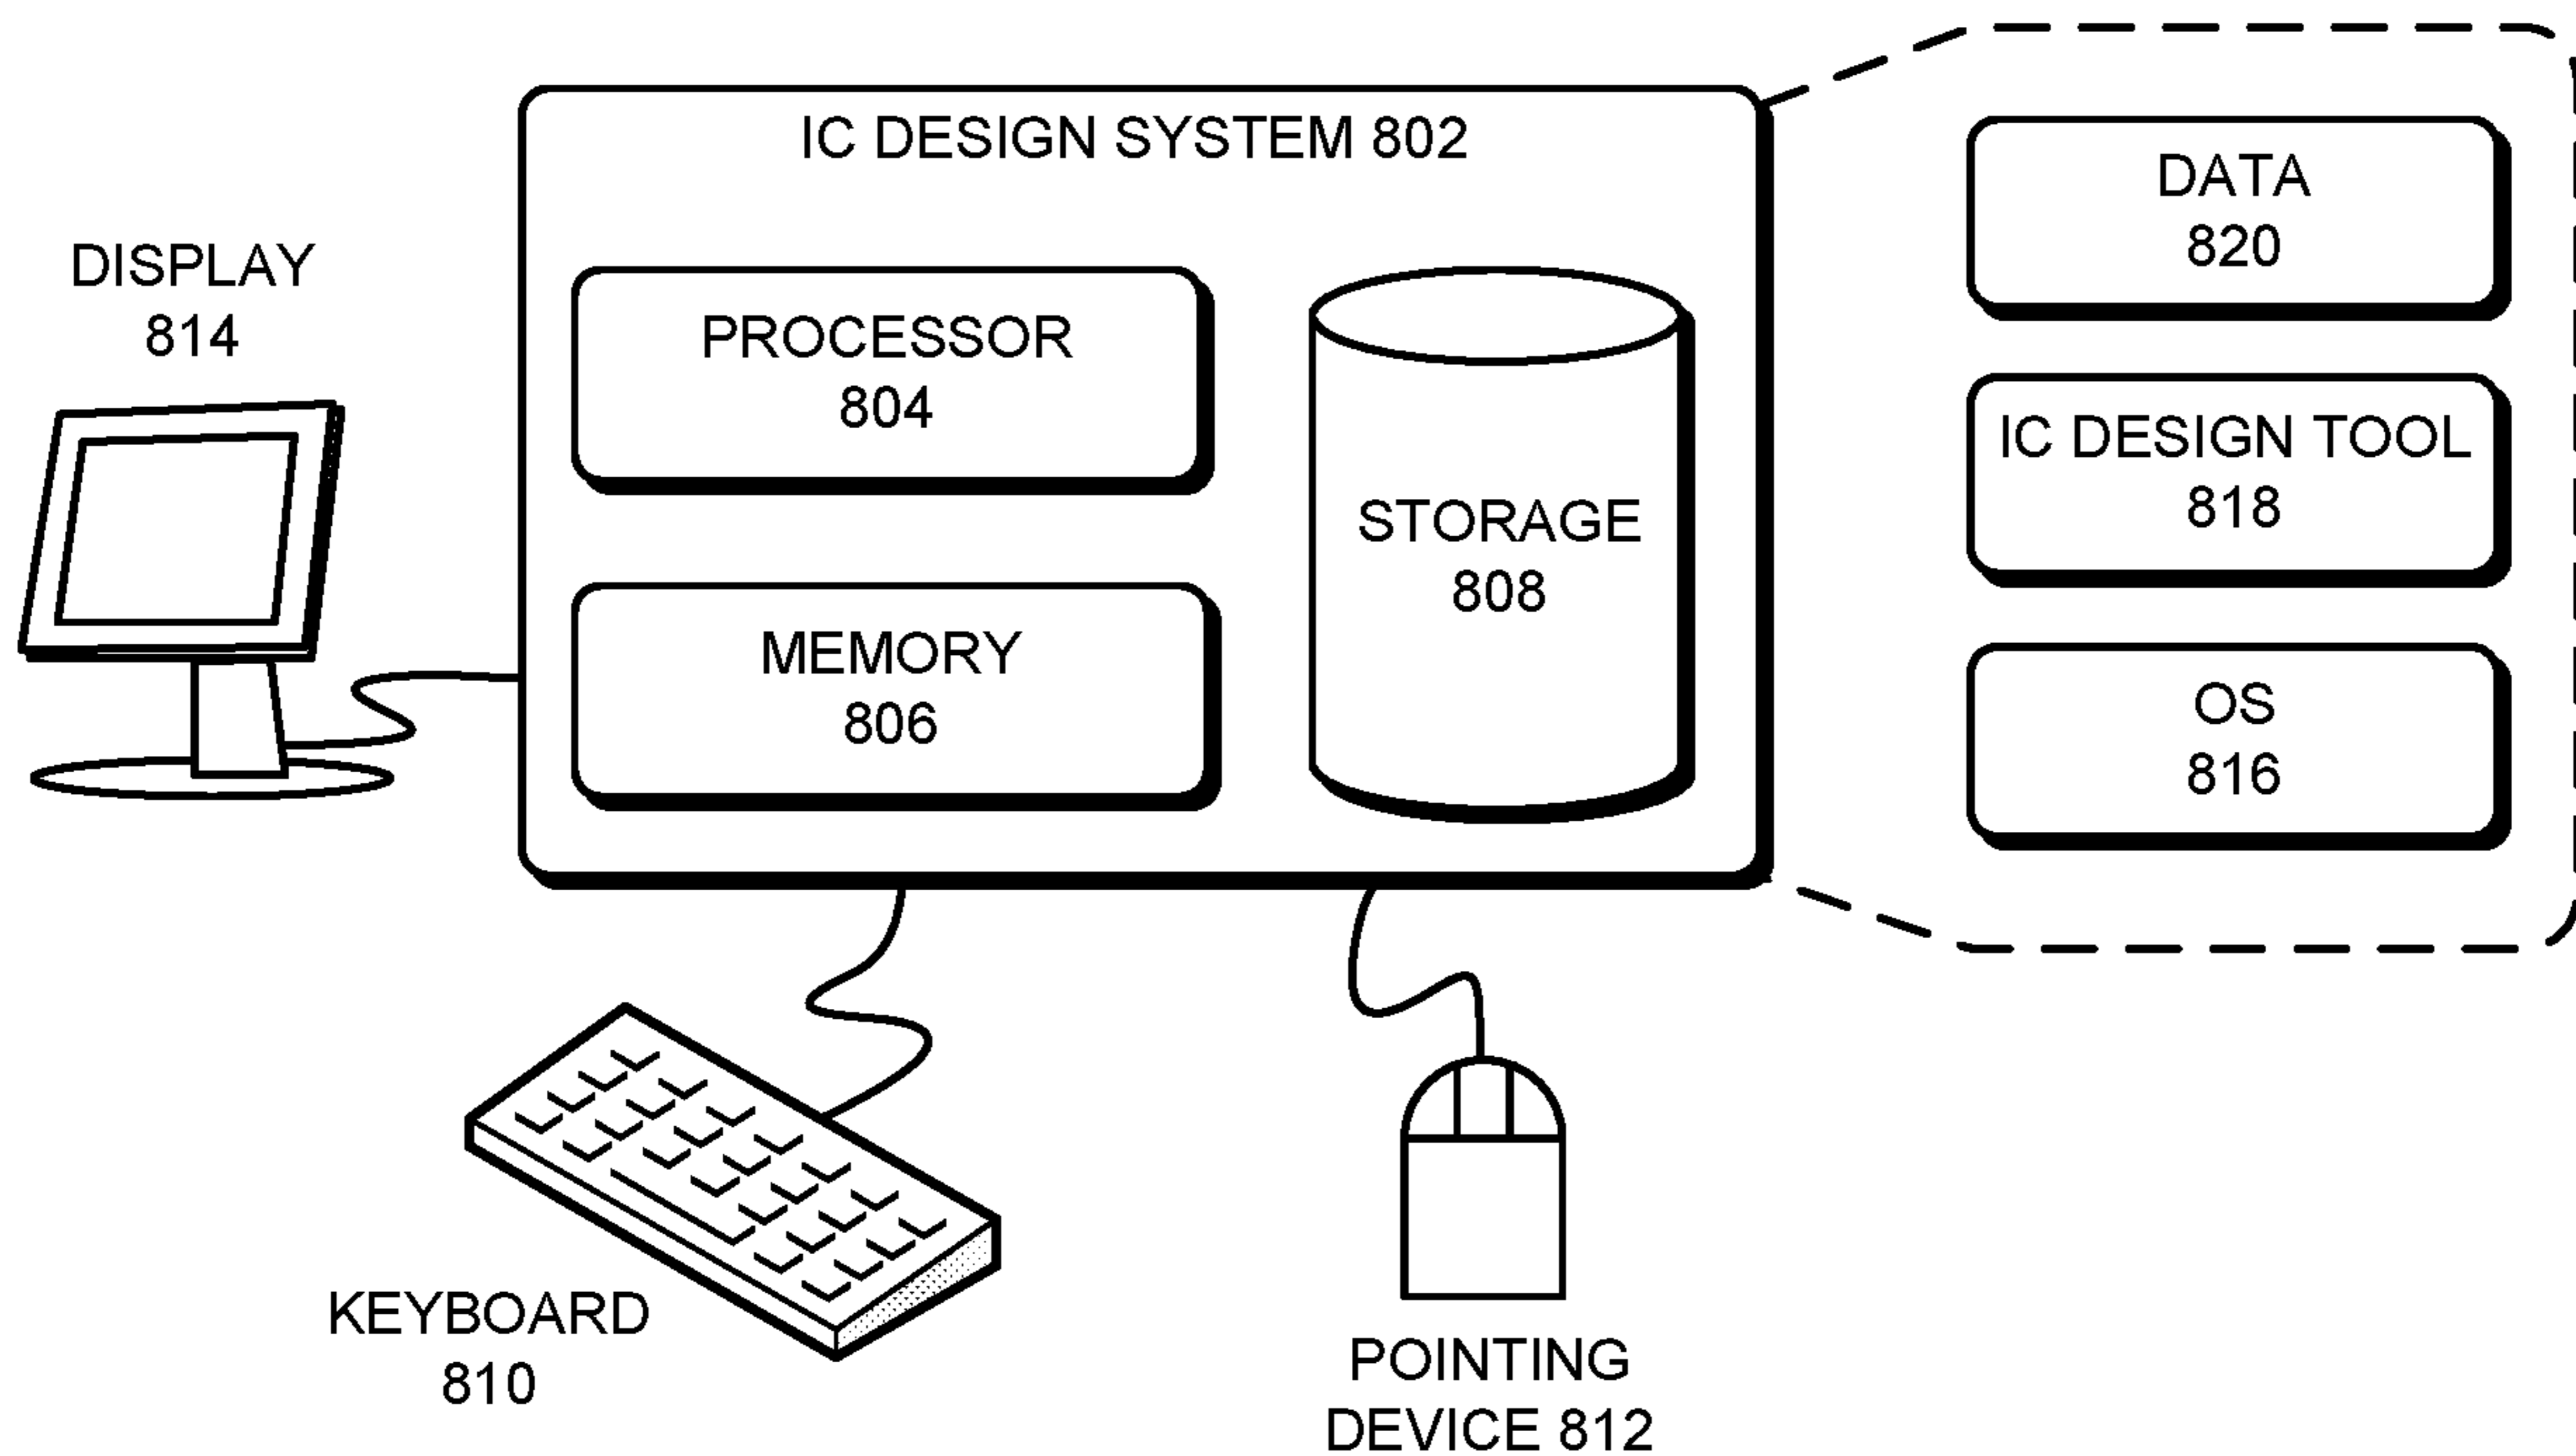 IC DESIGN SYSTEM 802
DISPLAY
814
PROCESSOR
804
MEMORY
806
STORAGE
808
DATA
820
IC DESIGN TOOL
818
OS
816
KEYBOARD
810
POINTING
DEVICE 812